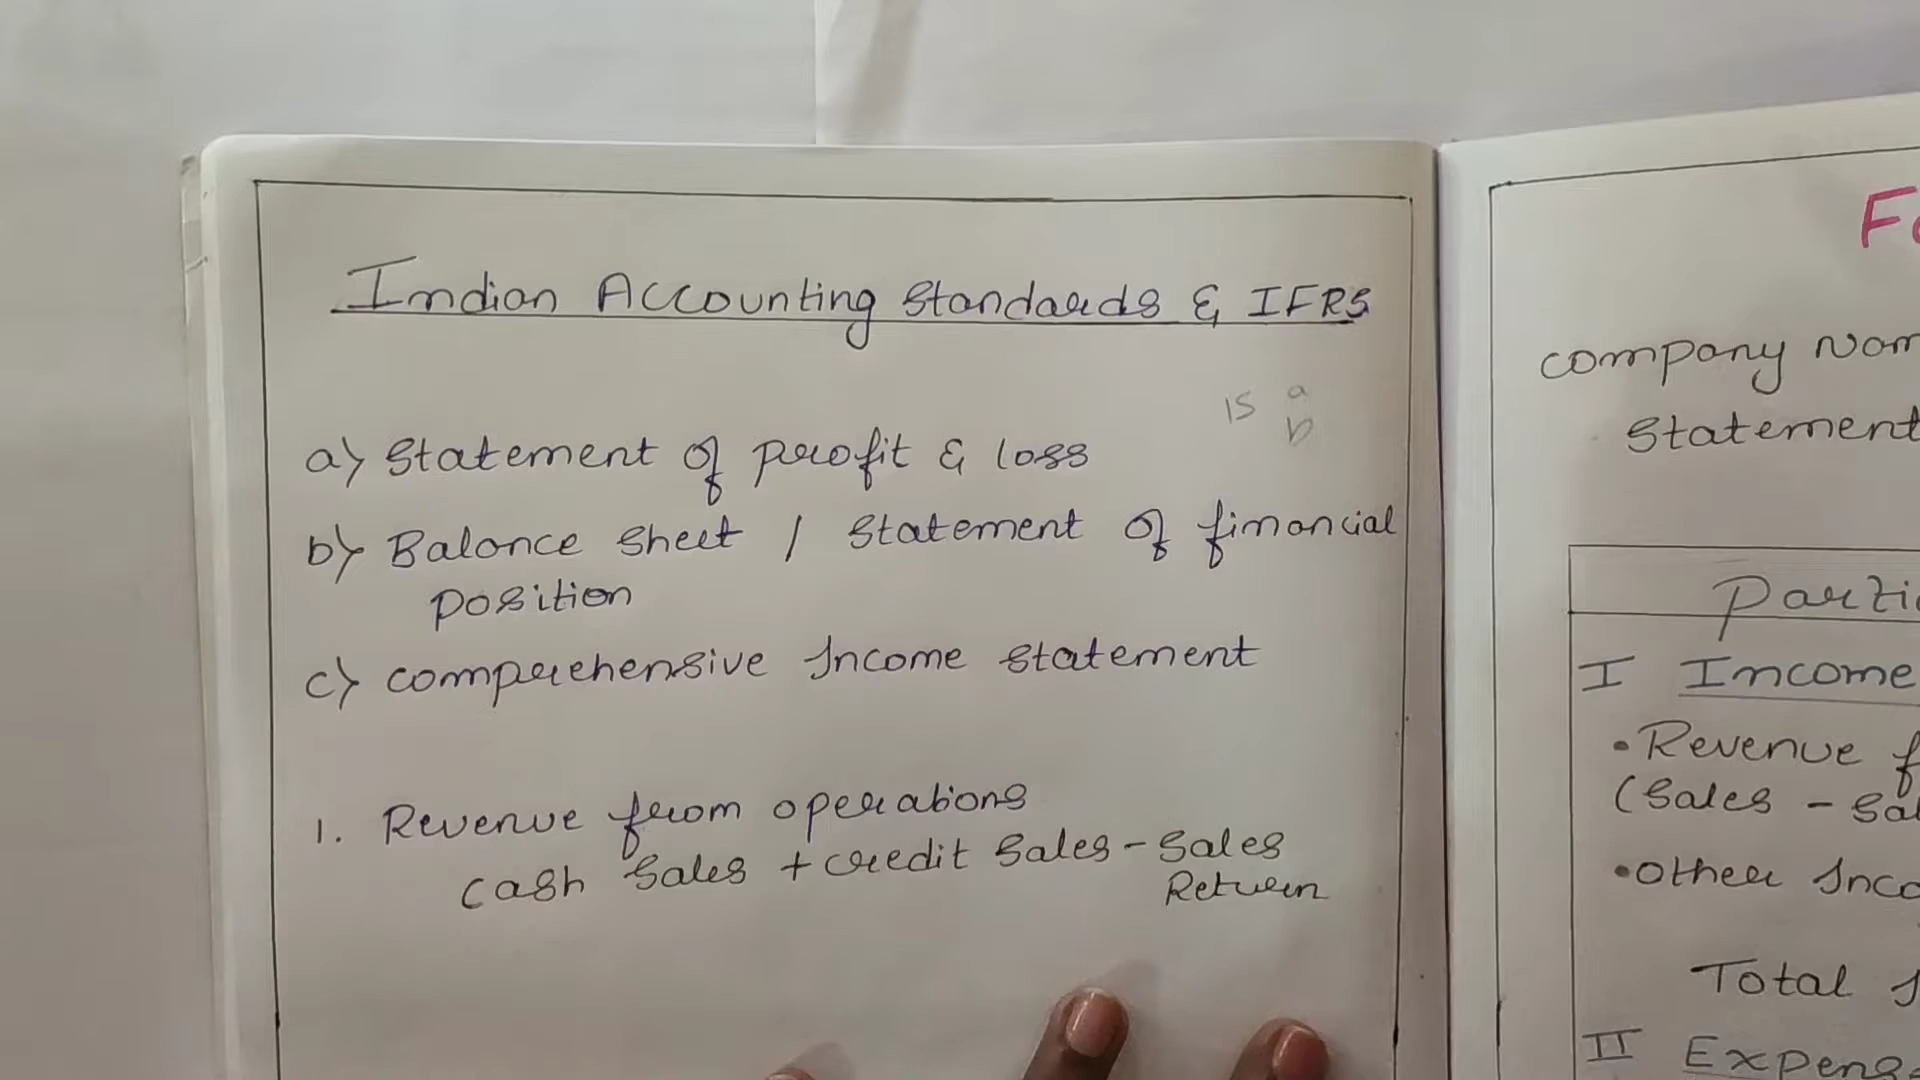 Indian Accounting Standards & IFRS
15 a
b
a) Statement of profit & loss
b) Balance Sheet / Statement of financial
position
c) comprehensive Income statement
1. Revenue from operations
cash Sales + credit Sales - Sales
Return
company
Statement
I Income
• Revenue
(Sales -
• Other
Total
II